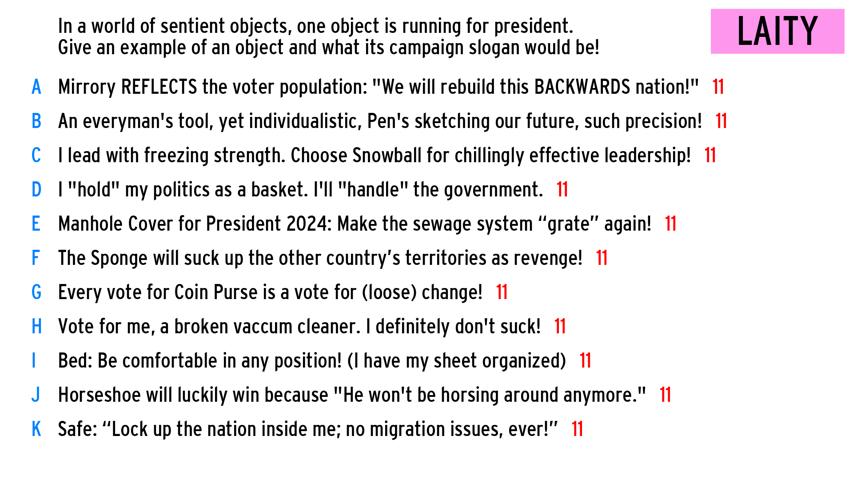 In a world of sentient objects, one object is running for president.
Give an example of an object and what its campaign slogan would be!
LAITY
A Mirrory REFLECTS the voter population: "We will rebuild this BACKWARDS nation!" 11
B An everyman's tool, yet individualistic, Pen's sketching our future, such precision! 11
C I lead with freezing strength. Choose Snowball for chillingly effective leadership! 11
D I "hold" my politics as a basket. I'll "handle" the government. 11
E Manhole Cover for President 2024: Make the sewage system “grate” again! 11
F The Sponge will suck up the other country’s territories as revenge! 11
G Every vote for Coin Purse is a vote for (loose) change! 11
H Vote for me, a broken vaccum cleaner. I definitely don't suck! 11
I Bed: Be comfortable in any position! (I have my sheet organized) 11
J Horseshoe will luckily win because "He won't be horsing around anymore." 11
K Safe: “Lock up the nation inside me; no migration issues, ever!” 11